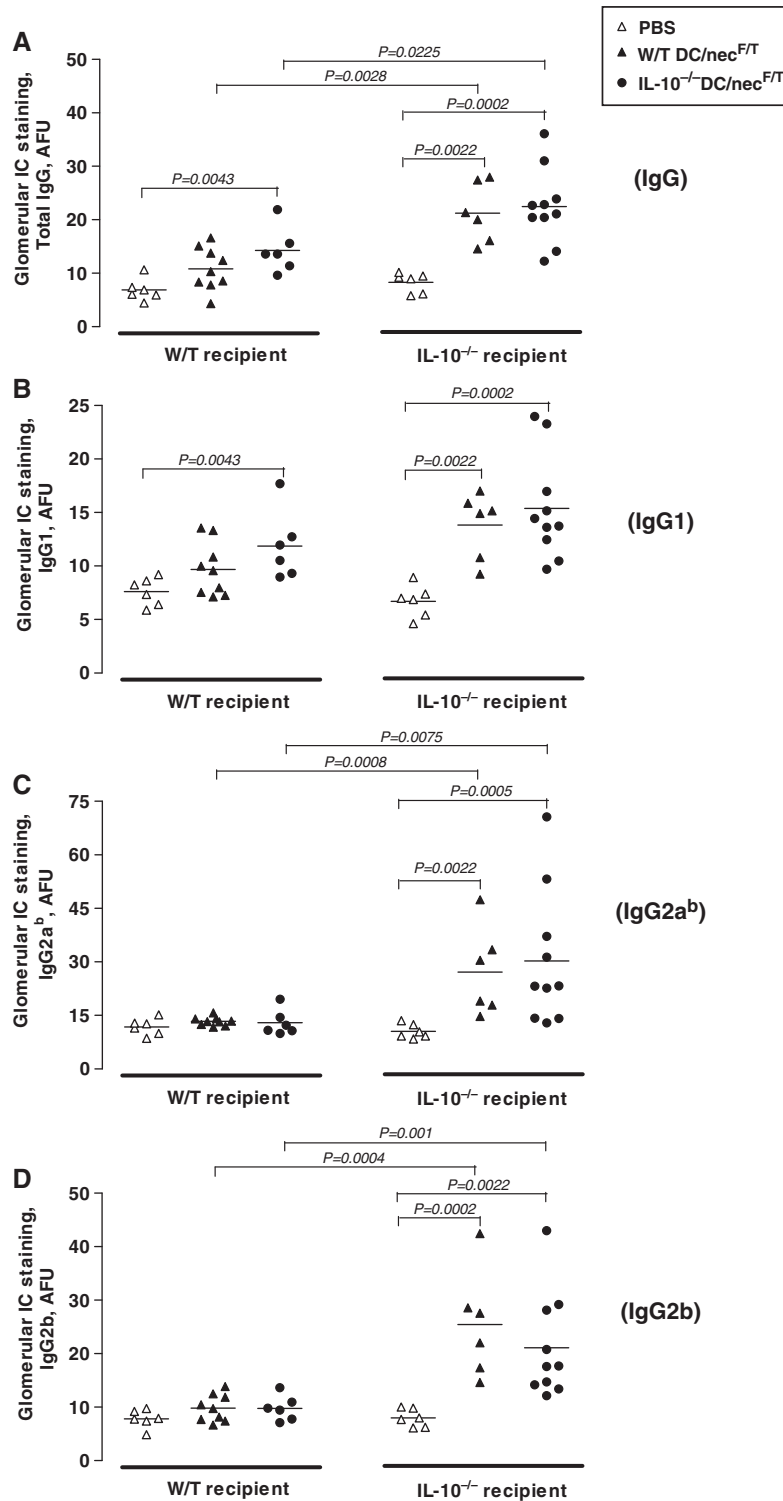 PBS
W/T DC/nec^F/T
IL-10^−/−DC/nec^F/T
A
P=0.0225
P=0.0028
P=0.0002
P=0.0022
P=0.0043
Glomerular IC staining,
Total IgG, AFU
50
40
30
20
10
0
(IgG)
W/T recipient
IL-10^−/− recipient
B
P=0.0002
P=0.0022
P=0.0043
Glomerular IC staining,
IgG1, AFU
25
20
15
10
5
0
(IgG1)
W/T recipient
IL-10^−/− recipient
C
P=0.0075
P=0.0008
P=0.0005
P=0.0022
Glomerular IC staining,
IgG2a^b, AFU
75
60
45
30
15
0
(IgG2a^b)
W/T recipient
IL-10^−/− recipient
D
P=0.001
P=0.0004
P=0.0022
P=0.0002
Glomerular IC staining,
IgG2b, AFU
50
40
30
20
10
0
(IgG2b)
W/T recipient
IL-10^−/− recipient